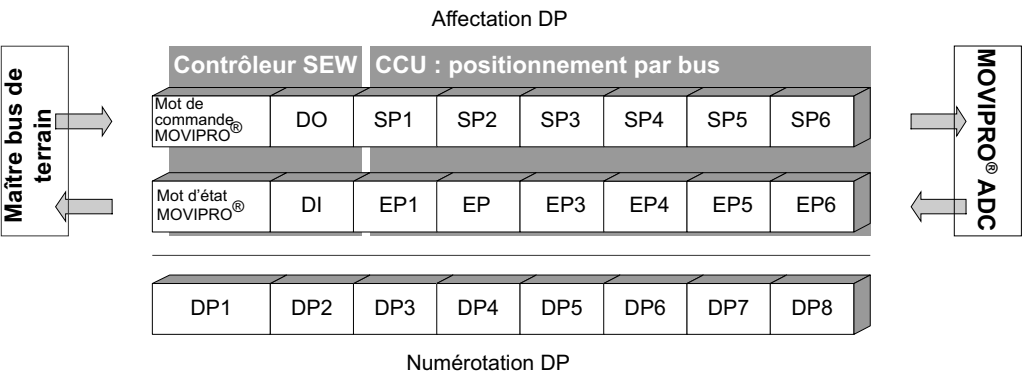 Affectation DP
Maître bus de
terrain
Contrôleur SEW
CCU : positionnement par bus
Mot de
commande
MOVIPRO®
DO
SP1
SP2
SP3
SP4
SP5
SP6
Mot d'état
MOVIPRO®
DI
EP1
EP
EP3
EP4
EP5
EP6
MOVIPRO® ADC
DP1
DP2
DP3
DP4
DP5
DP6
DP7
DP8
Numérotation DP